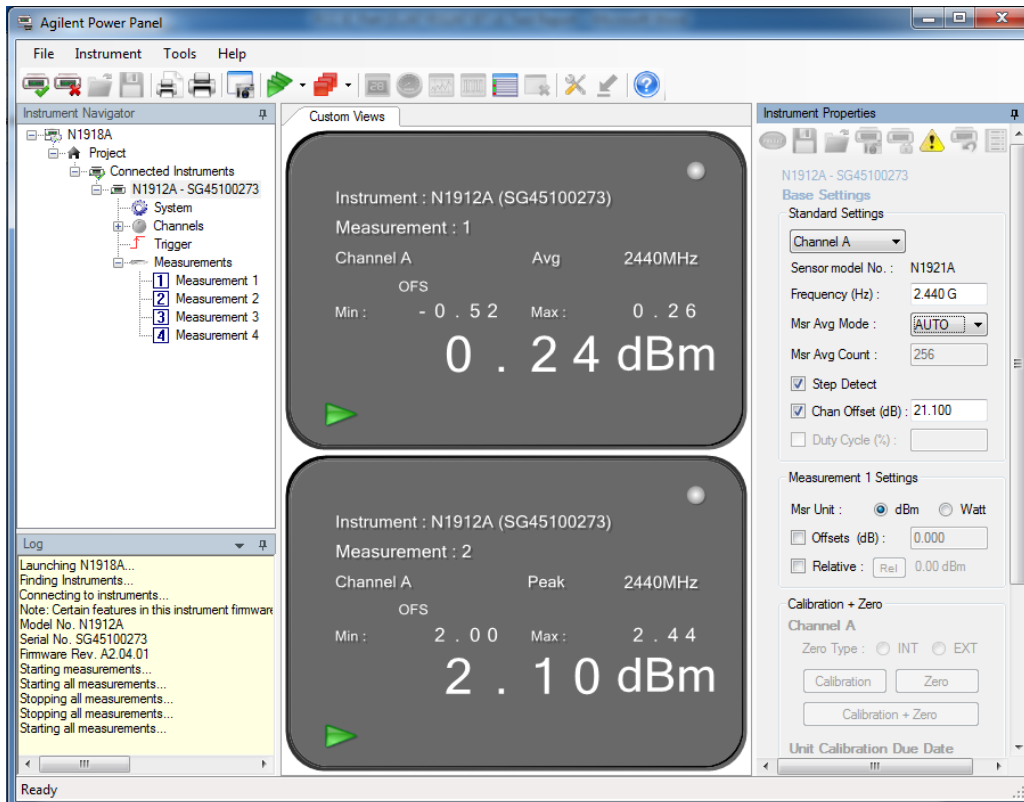 Agilent Power Panel
File Instrument Tools Help
Instrument Navigator
N1918A
Project
Connected Instruments
N1912A - SG45100273
System
Channels
Trigger
Measurements
1 Measurement 1
2 Measurement 2
3 Measurement 3
4 Measurement 4
Log
Launching N1918A...
Finding Instruments...
Connecting to instruments...
Note: Certain features in this instrument firmware
Model No. N1912A
Serial No. SG45100273
Firmware Rev. A2.04.01
Starting measurements...
Starting all measurements...
Stopping all measurements...
Stopping all measurements...
Starting all measurements...
Ready
Custom Views
Instrument : N1912A (SG45100273)
Measurement : 1
Channel A Avg 2440MHz
OFS
Min : - 0 . 52 Max : 0 . 26
0 . 2 4 dBm
Instrument : N1912A (SG45100273)
Measurement : 2
Channel A Peak 2440MHz
OFS
Min : 2 . 00 Max : 2 . 44
2 . 1 0 dBm
Instrument Properties
N1912A - SG45100273
Base Settings
Standard Settings
Channel A
Sensor model No. : N1921A
Frequency (Hz) : 2.440 G
Msr Avg Mode : AUTO
Msr Avg Count : 256
Step Detect
Chan Offset (dB) : 21.100
Duty Cycle (%) :
Measurement 1 Settings
Msr Unit : dBm Watt
Offsets (dB) : 0.000
Relative : Rel 0.00 dBm
Calibration + Zero
Channel A
Zero Type : INT EXT
Calibration Zero
Calibration + Zero
Unit Calibration Due Date